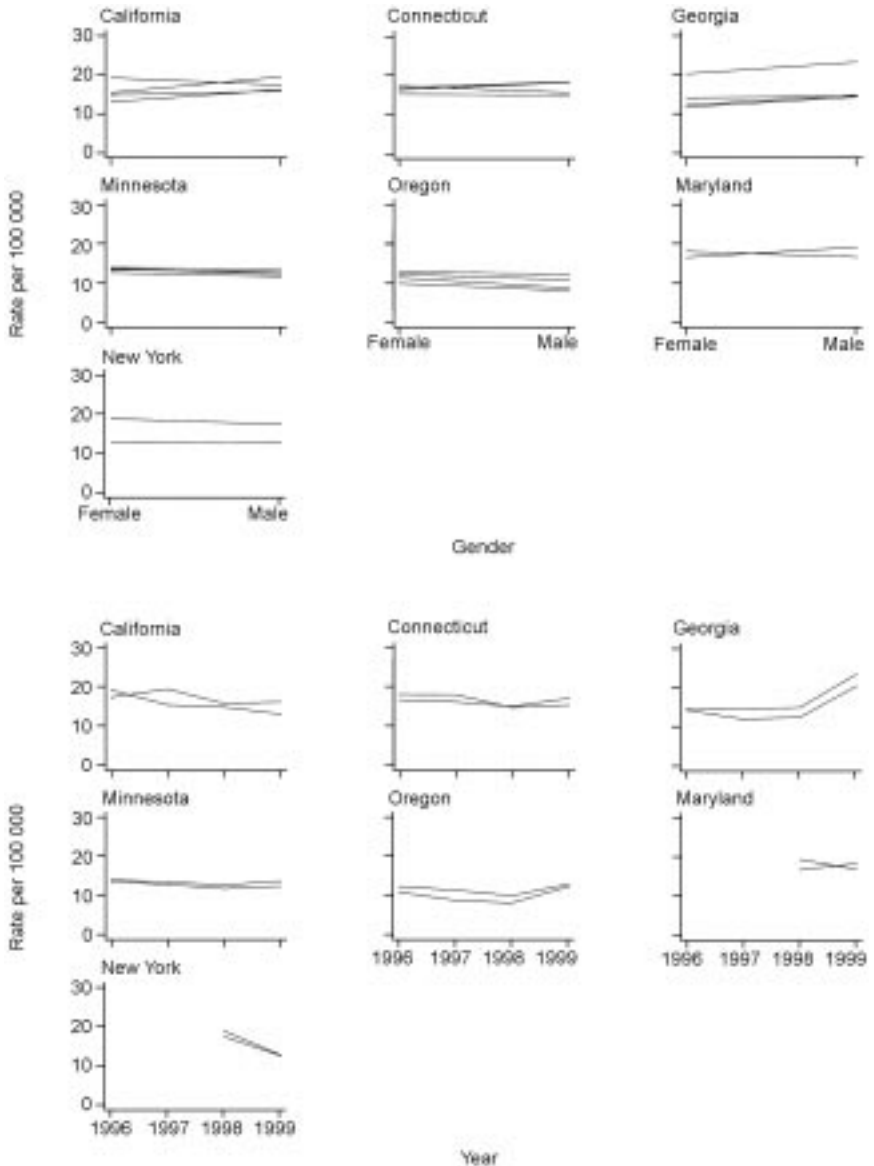 California Connecticut Georgia
30
20
10
0
Minnesota Oregon Maryland
30
20
10
0
Female Male Female Male
New York
30
20
10
0
Female Male
Rate per 100 000
Gender
California Connecticut Georgia
30
20
10
0
Minnesota Oregon Maryland
30
20
10
0
1996 1997 1998 1999 1996 1997 1998 1999
New York
30
20
10
0
1996 1997 1998 1999
Rate per 100 000
Year